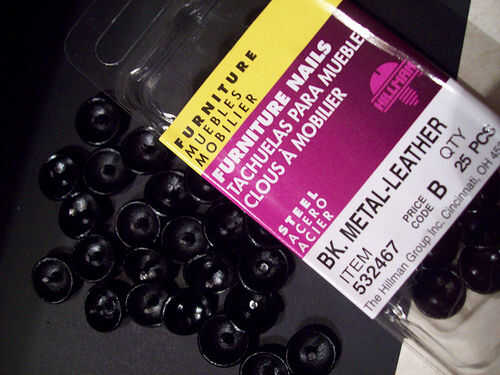 FURNITURE
MUEBLES
MOBILIER
FURNITURE NAILS
TACHUELAS PARA MUEBLE
CLOUS À MOBILIER
HILLMAN
STEEL
ACERO
ACIER
BK. METAL-LEATHER
ITEM
532467
PRICE
CODE B
QTY
25 PCS
The Hillman Group Inc. Cincinnati, OH